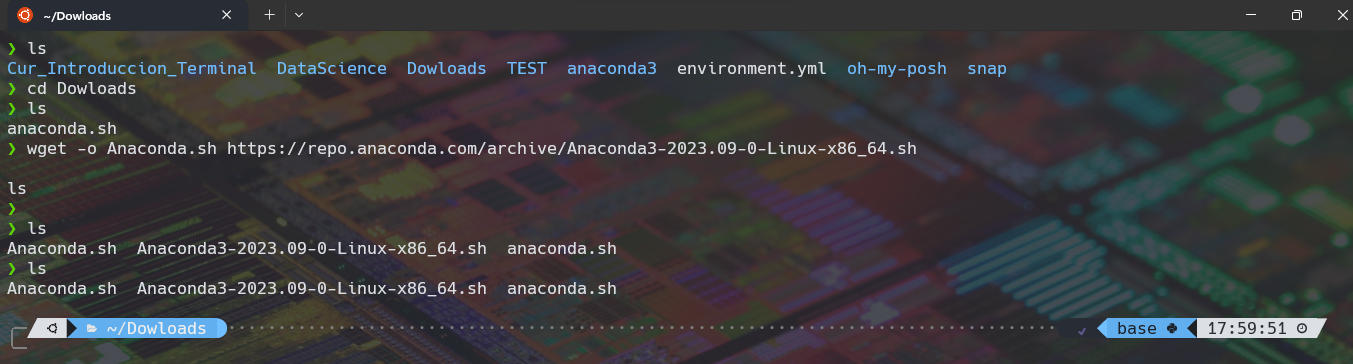 ~/Dowloads
❯ ls
Cur_Introduccion_Terminal DataScience Dowloads TEST anaconda3 environment.yml oh-my-posh snap
❯ cd Dowloads
❯ ls
anaconda.sh
❯ wget -o Anaconda.sh https://repo.anaconda.com/archive/Anaconda3-2023.09-0-Linux-x86_64.sh
ls
❯
❯ ls
Anaconda.sh Anaconda3-2023.09-0-Linux-x86_64.sh anaconda.sh
❯ ls
Anaconda.sh Anaconda3-2023.09-0-Linux-x86_64.sh anaconda.sh
~/Dowloads base 17:59:51